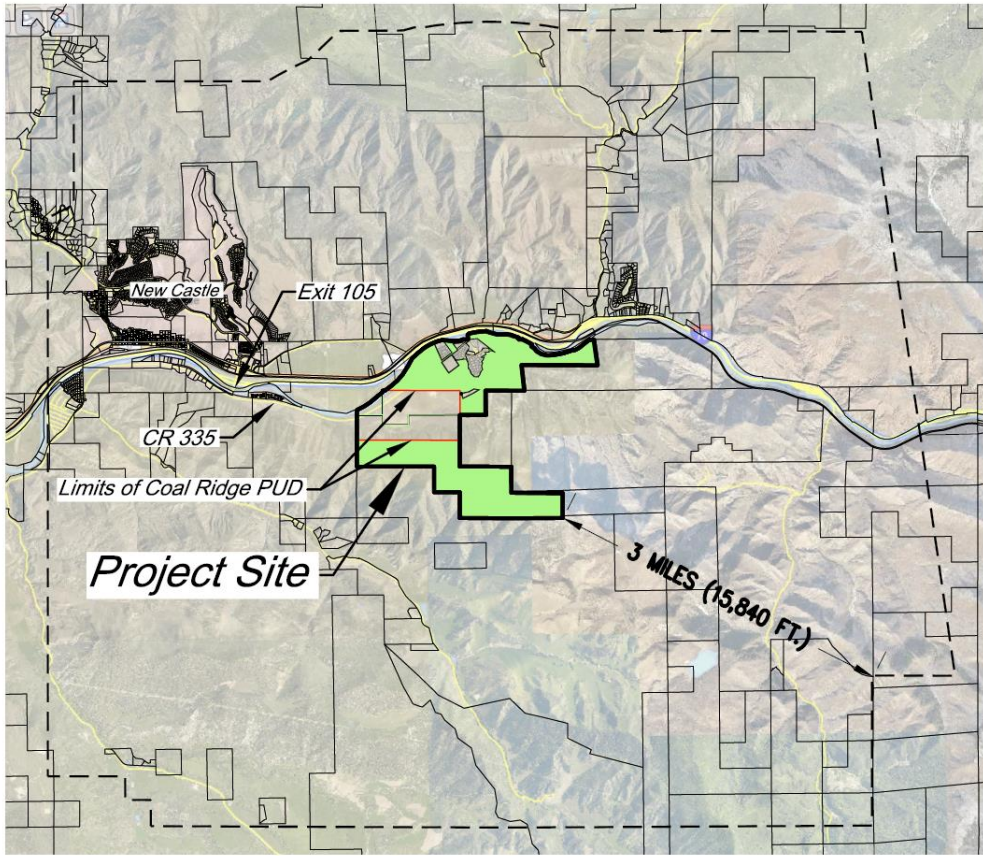 New Castle
Exit 105
CR 335
Limits of Coal Ridge PUD
Project Site
3 MILES (15,840 FT.)